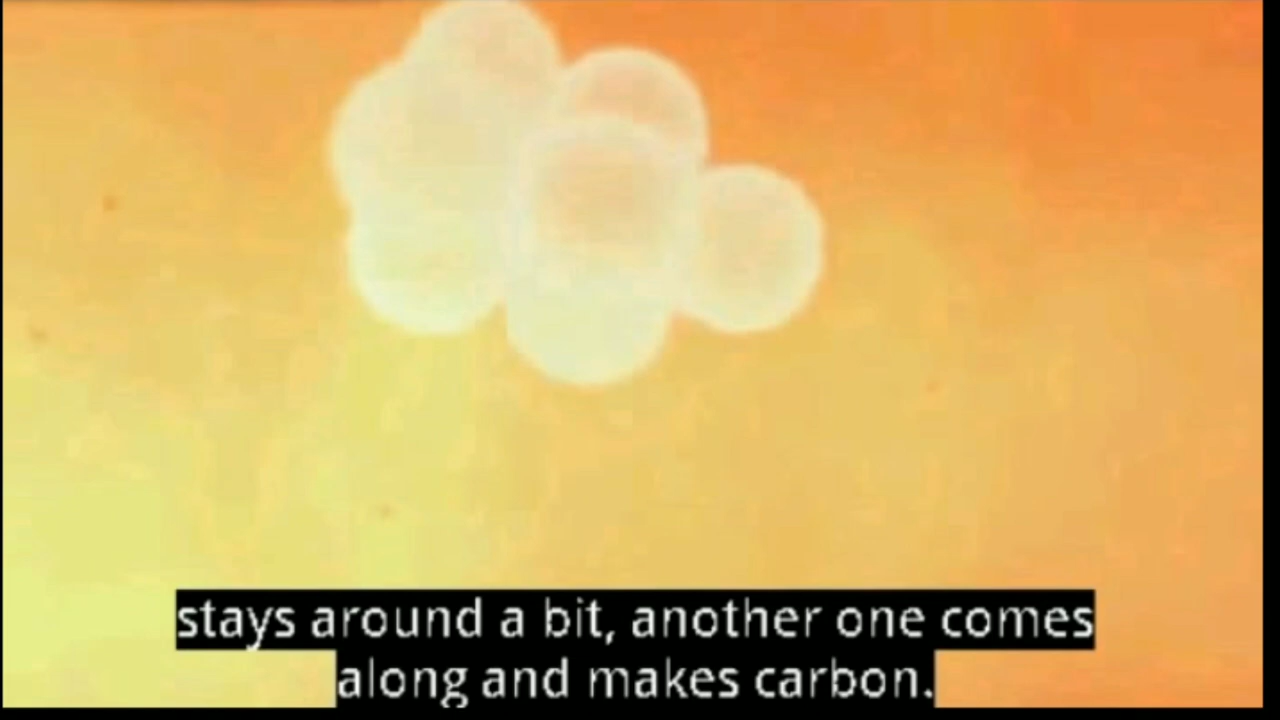 stays around a bit, another one comes
along and makes carbon.